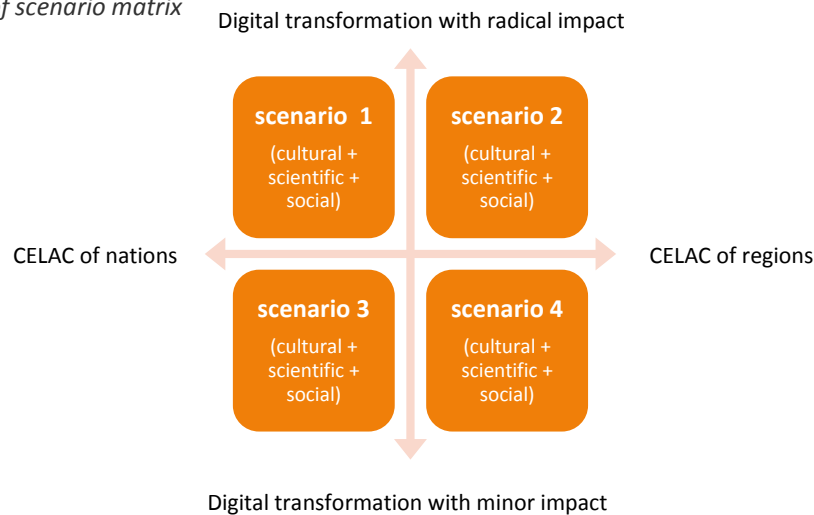 of scenario matrix
Digital transformation with radical impact
scenario 1
(cultural +
scientific +
social)
scenario 2
(cultural +
scientific +
social)
CELAC of nations
CELAC of regions
scenario 3
(cultural +
scientific +
social)
scenario 4
(cultural +
scientific +
social)
Digital transformation with minor impact